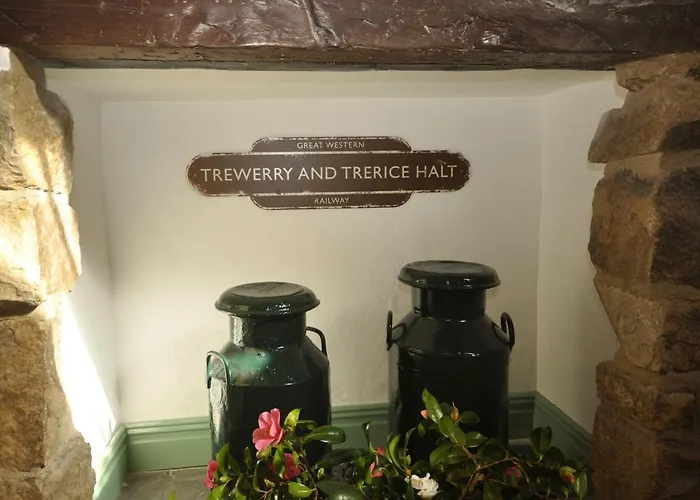 GREAT WESTERN
TREWERRY AND TRERICE HALT
RAILWAY